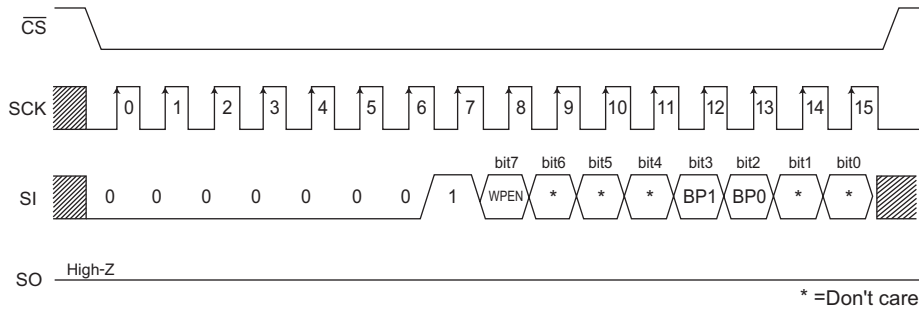 CS
SCK 0 1 2 3 4 5 6 7 8 9 10 11 12 13 14 15
bit7 bit6 bit5 bit4 bit3 bit2 bit1 bit0
SI 0 0 0 0 0 0 0 1 WPEN * * * BP1 BP0 * *
SO High-Z
* =Don't care